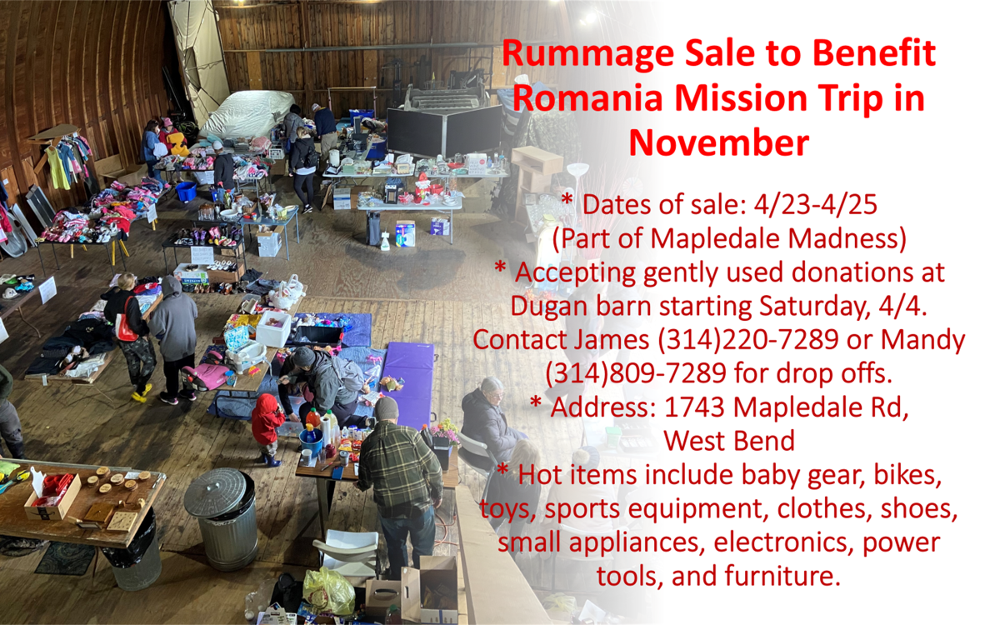 Rummage Sale to Benefit
Romania Mission Trip in
November
* Dates of sale: 4/23-4/25
(Part of Mapledale Madness)
* Accepting gently used donations at
Dugan barn starting Saturday, 4/4.
Contact James (314)220-7289 or Mandy
(314)809-7289 for drop offs.
* Address: 1743 Mapledale Rd,
West Bend
* Hot items include baby gear, bikes,
toys, sports equipment, clothes, shoes,
small appliances, electronics, power
tools, and furniture.